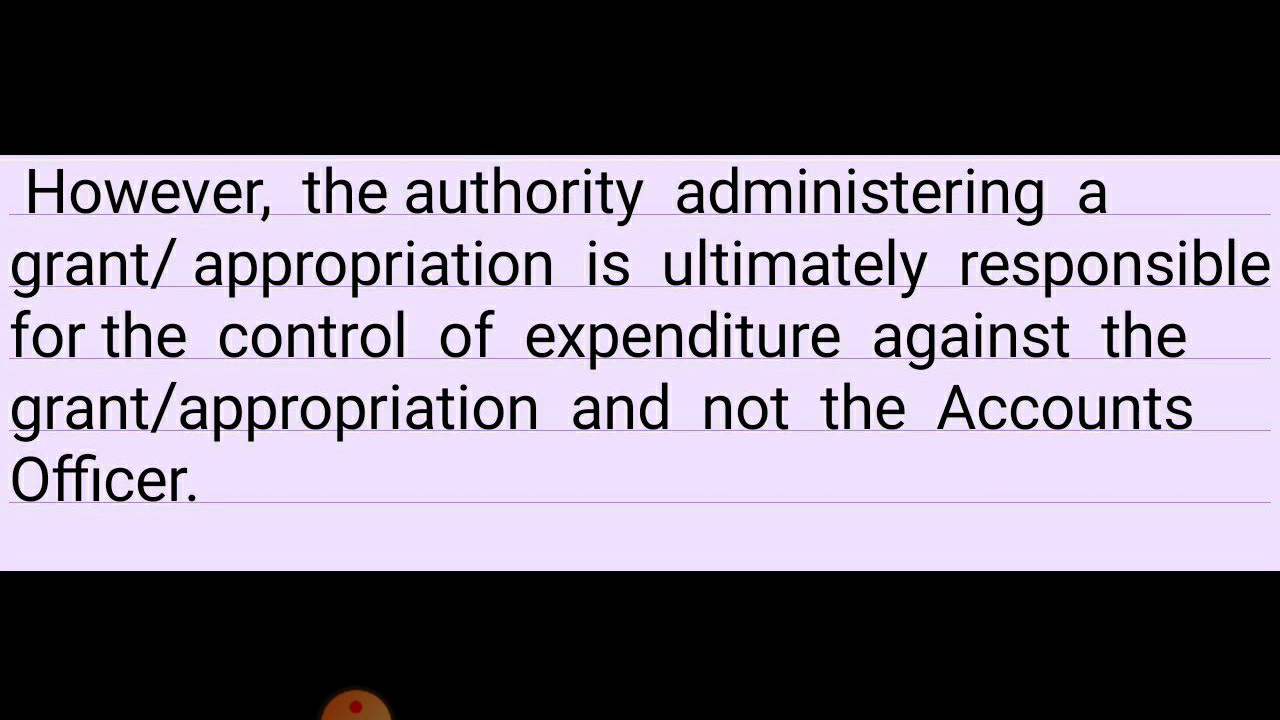 However, the authority administering a
grant/ appropriation is ultimately responsible
for the control of expenditure against the
grant/appropriation and not the Accounts
Officer.